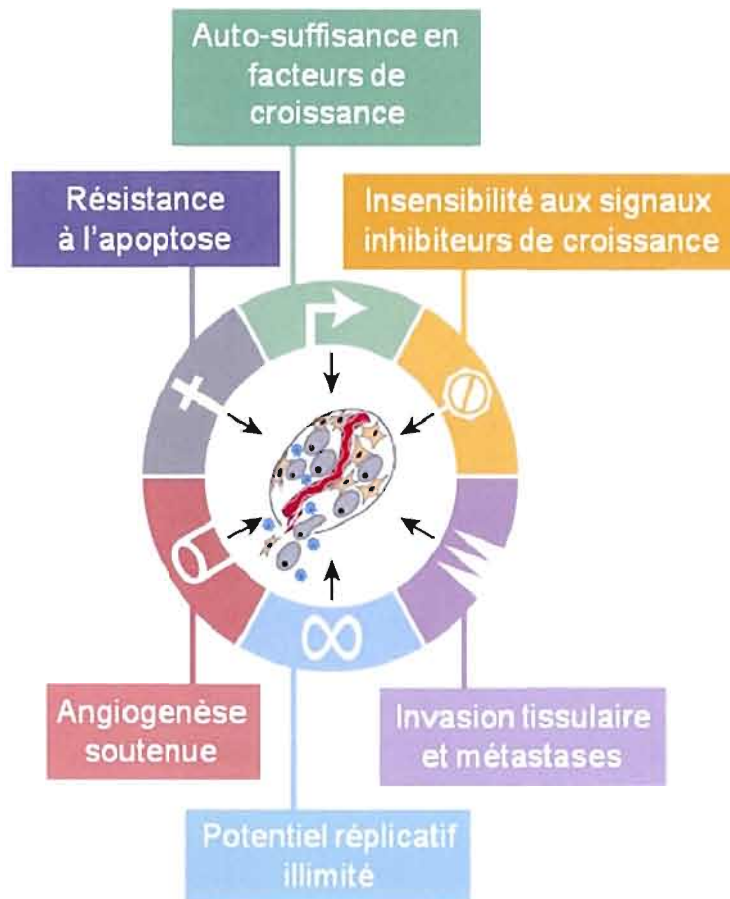 Auto-suffisance en
facteurs de
croissance
Résistance
à l'apoptose
Insensibilité aux signaux
inhibiteurs de croissance
Angiogenèse
soutenue
Invasion tissulaire
et métastases
Potentiel réplicatif
illimité